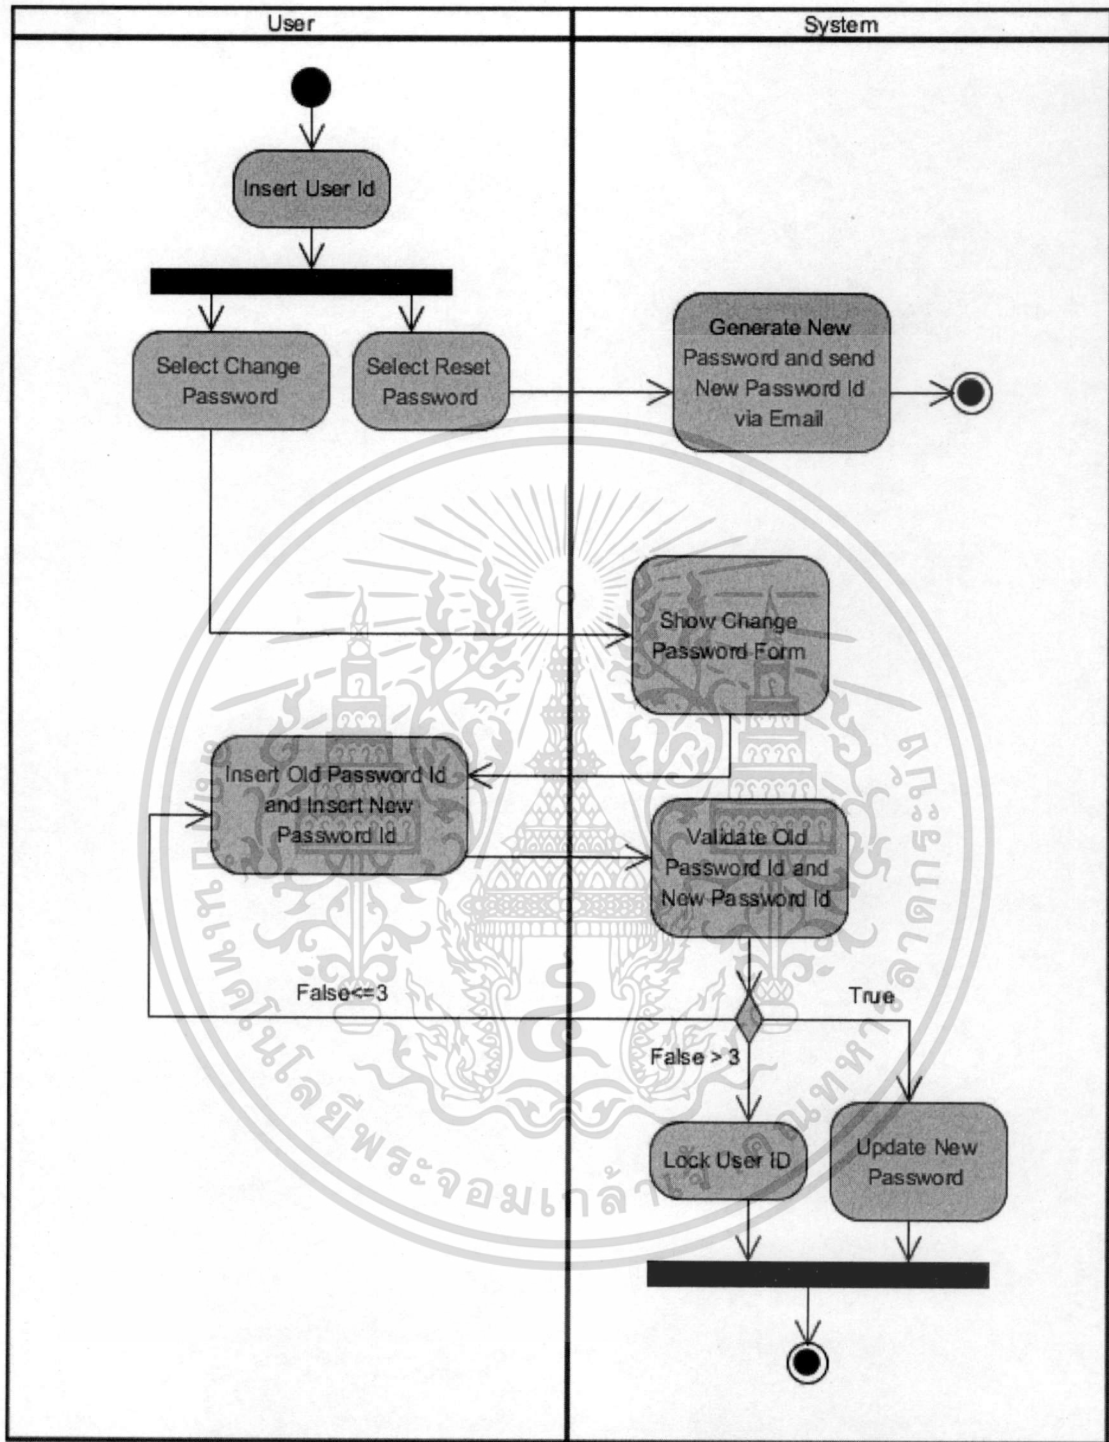 User
System
Insert User Id
Select Change
Password
Select Reset
Password
Generate New
Password and send
New Password Id
via Email
Show Change
Password Form
Insert Old Password Id
and Insert New
Password Id
Validate Old
Password Id and
New Password Id
False<=3
True
False > 3
Lock User ID
Update New
Password